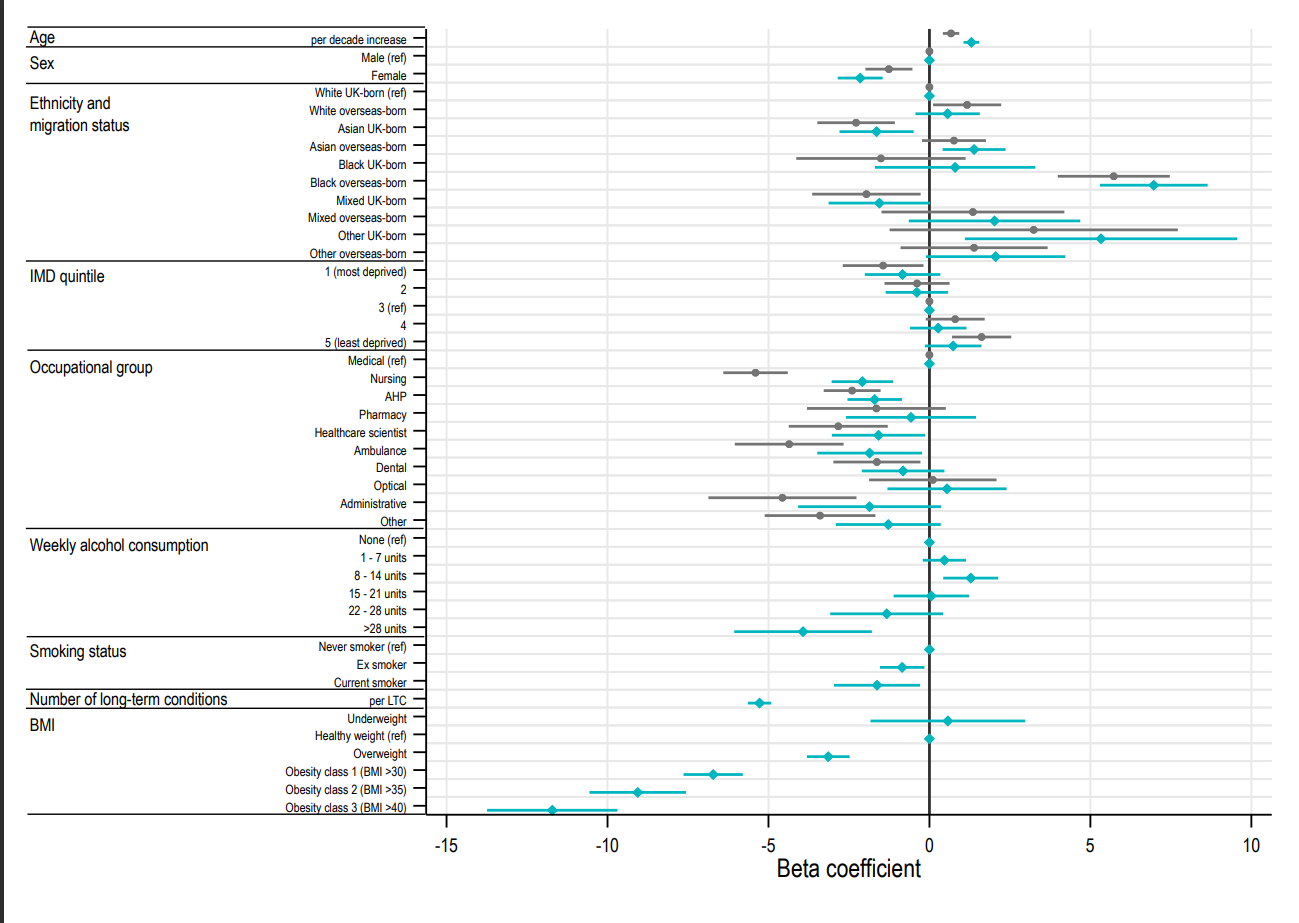 Age
per decade increase
Sex
Male (ref)
Female
Ethnicity and
migration status
White UK-born (ref)
White overseas-born
Asian UK-born
Asian overseas-born
Black UK-born
Black overseas-born
Mixed UK-born
Mixed overseas-born
Other UK-born
Other overseas-born
IMD quintile
1 (most deprived)
2
3 (ref)
4
5 (least deprived)
Occupational group
Medical (ref)
Nursing
AHP
Pharmacy
Healthcare scientist
Ambulance
Dental
Optical
Administrative
Other
Weekly alcohol consumption
None (ref)
1 - 7 units
8 - 14 units
15 - 21 units
22 - 28 units
>28 units
Smoking status
Never smoker (ref)
Ex smoker
Current smoker
Number of long-term conditions
per LTC
BMI
Underweight
Healthy weight (ref)
Overweight
Obesity class 1 (BMI >30)
Obesity class 2 (BMI >35)
Obesity class 3 (BMI >40)
-15 -10 -5 0 5 10
Beta coefficient